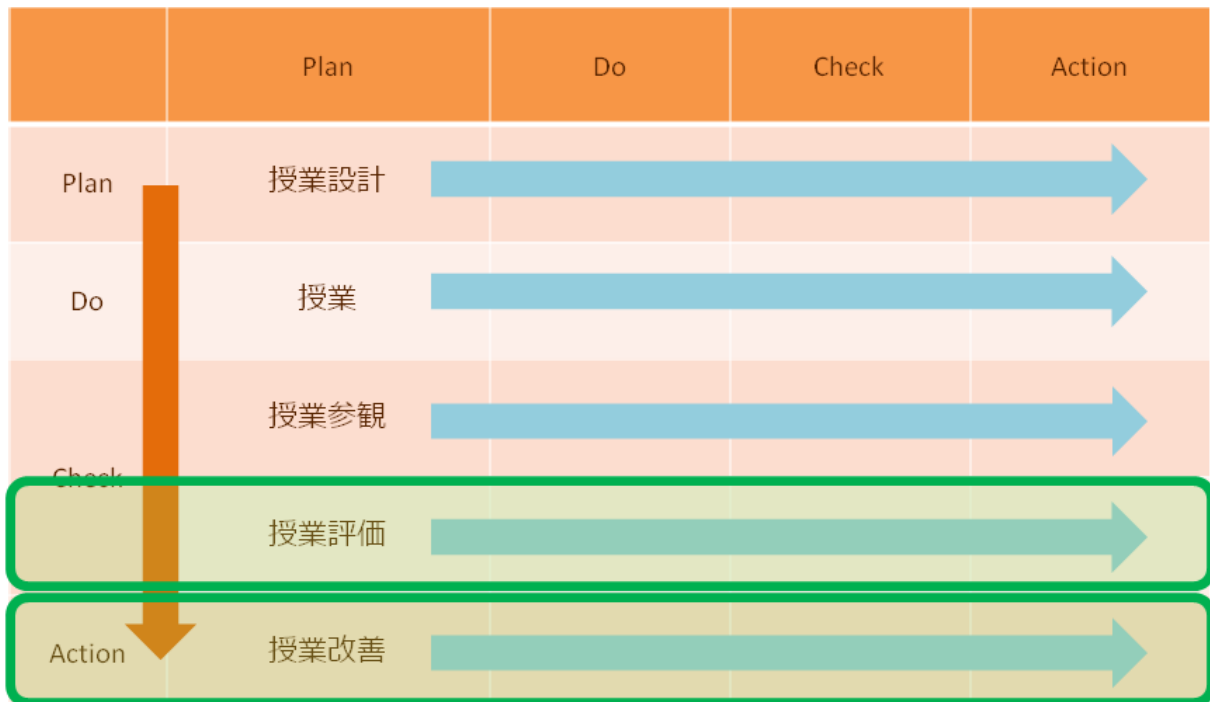 Plan Do Check Action
Plan 授業設計
Do 授業
授業参観
Check
授業評価
Action 授業改善